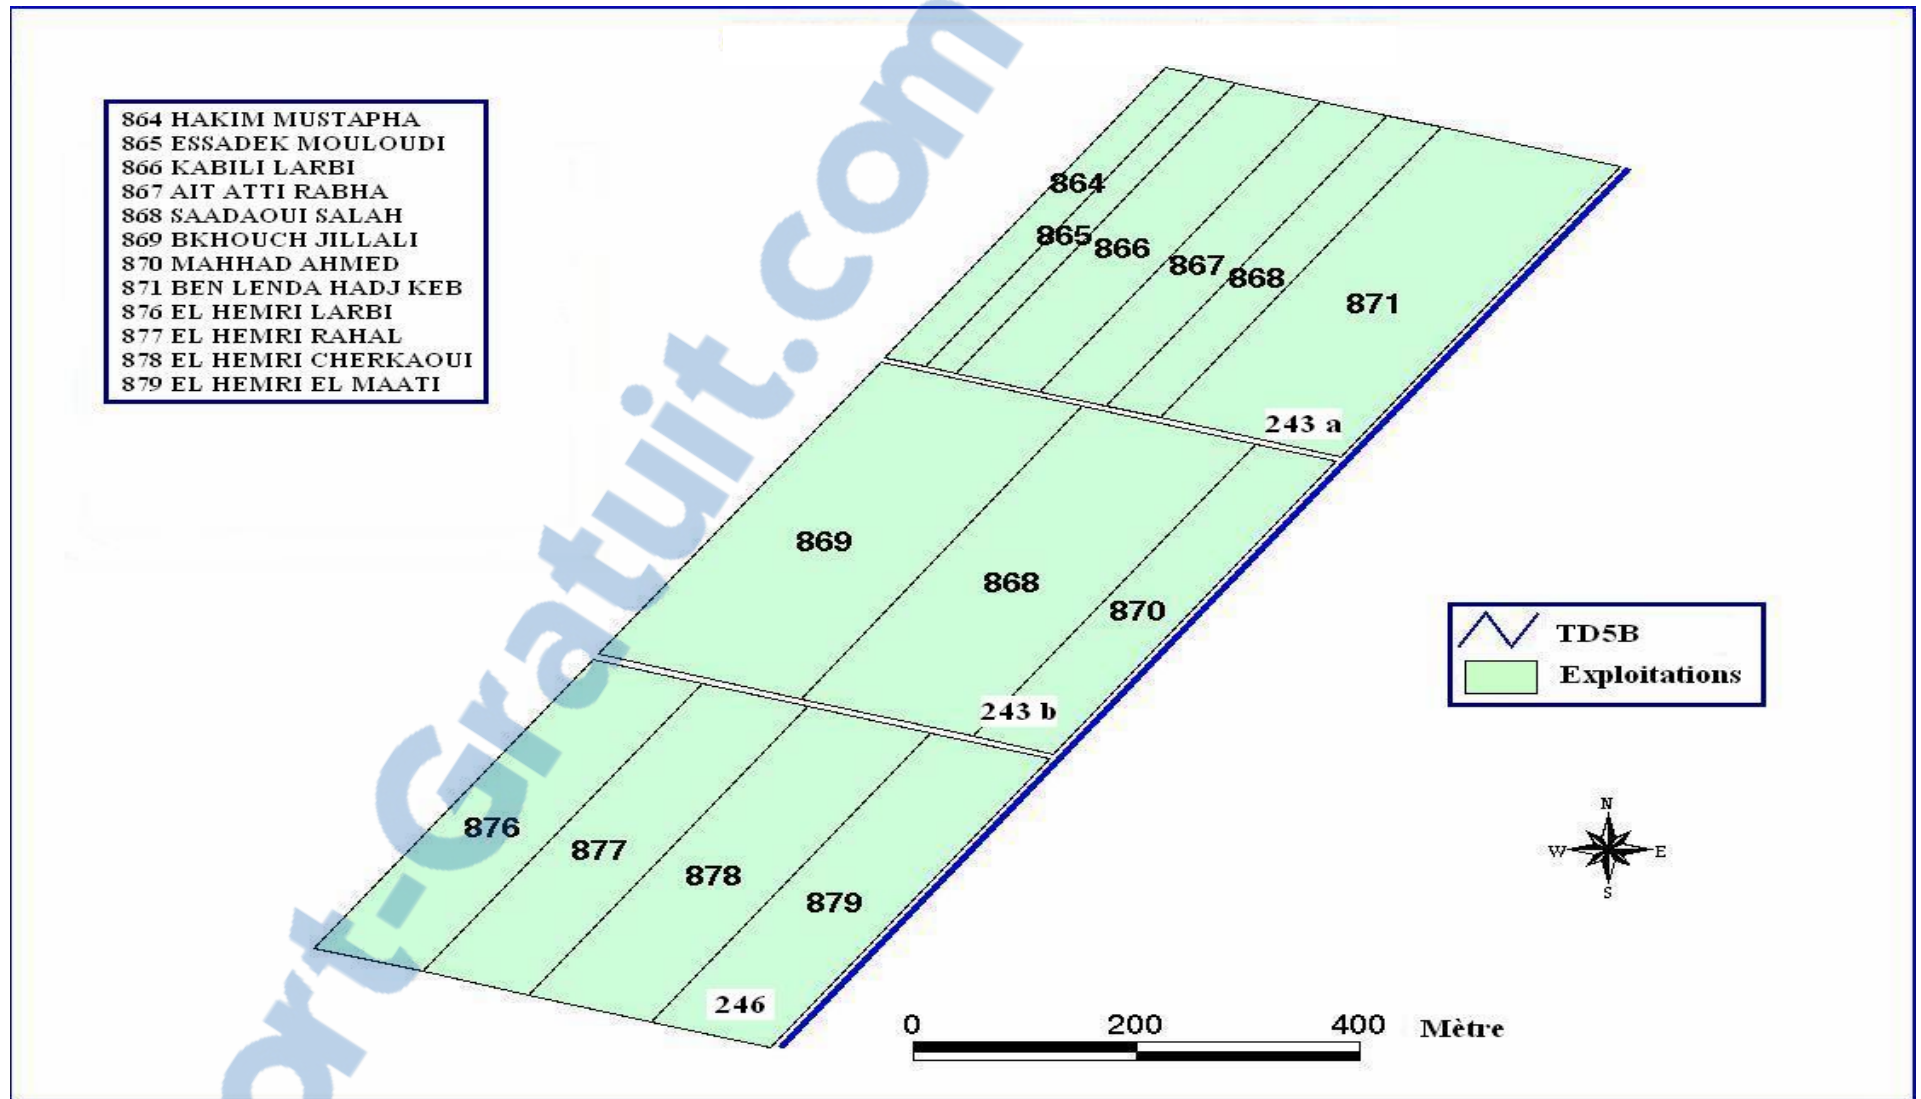 864 HAKIM MUSTAPHA
865 ESSADEK MOULOUDI
866 KABILI LARBI
867 AIT ATTI RABHA
868 SAADAOUI SALAH
869 BKHOUCH JILLALI
870 MAHHAD AHMED
871 BEN LENDA HADJ KEB
876 EL HEMRI LARBI
877 EL HEMRI RAHAL
878 EL HEMRI CHERKAOUI
879 EL HEMRI EL MAATI
864
865
866
867
868
871
243 a
869
868
870
243 b
876
877
878
879
246
TD5B
Exploitations
N
W E
S
0 200 400 Mètre
ort-Gratuit.com